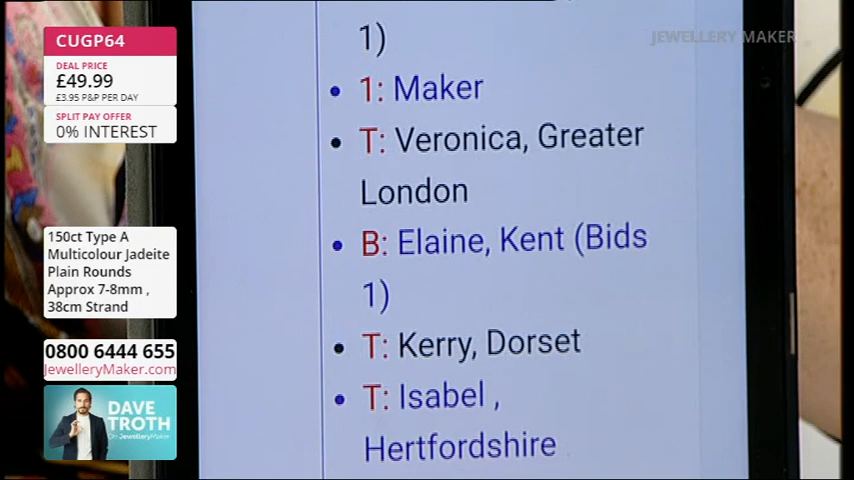 CUGP64
DEAL PRICE
£49.99
£3.95 P&P PER DAY
SPLIT PAY OFFER
0% INTEREST
150ct Type A
Multicolour Jadeite
Plain Rounds
Approx 7-8mm ,
38cm Strand
0800 6444 655
JewelleryMaker.com
DAVE
TROTH
On JewelleryMaker
JEWELLERY MAKER
1)
1: Maker
T: Veronica, Greater
London
B: Elaine, Kent (Bids
1)
T: Kerry, Dorset
T: Isabel ,
Hertfordshire